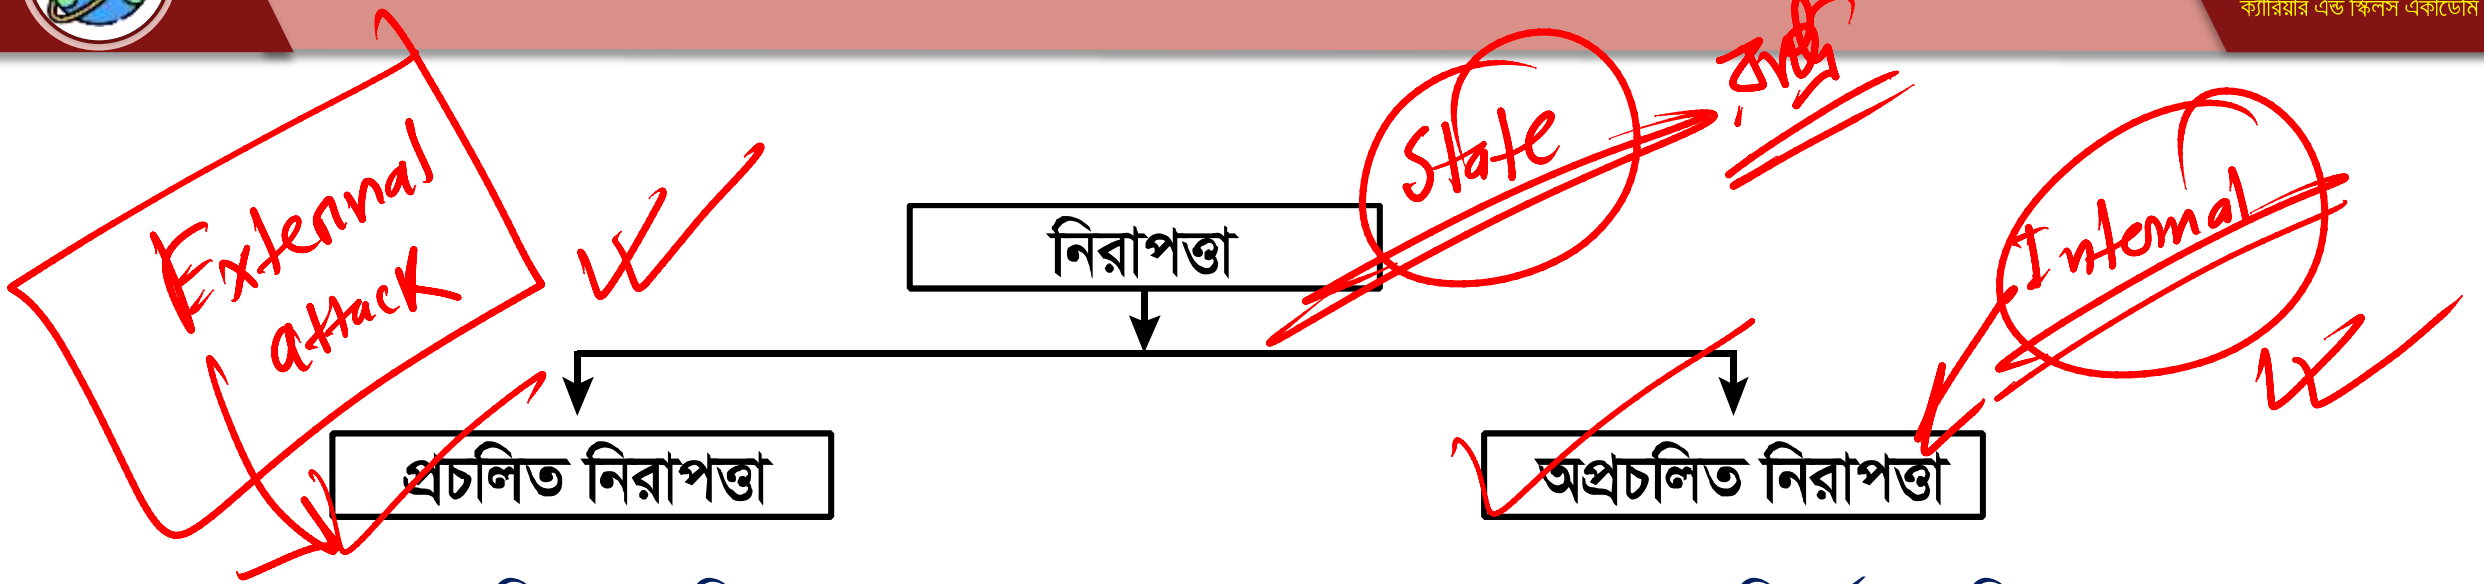 ক্যারিয়ার এন্ড স্কিলস একাডেমি
রাষ্ট্র
State
External
attack
Internal
নিরাপত্তা
প্রচলিত নিরাপত্তা
অপ্রচলিত নিরাপত্তা